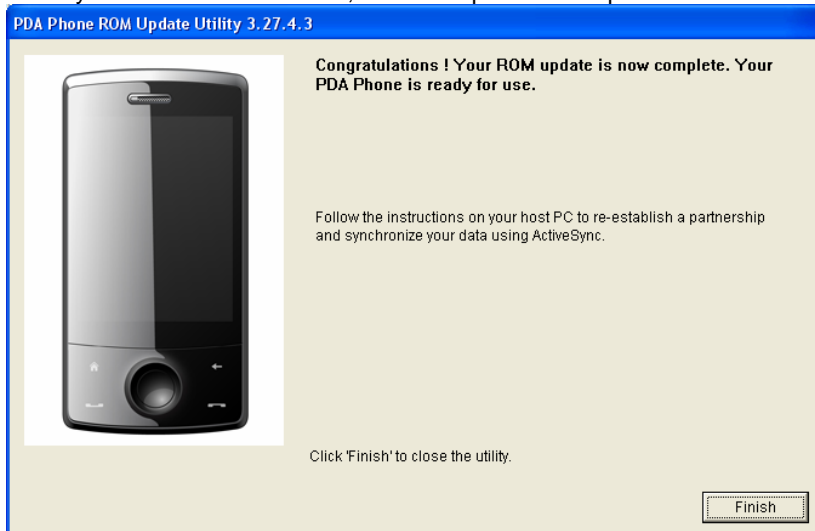 PDA Phone ROM Update Utility 3.27.4.3
Congratulations ! Your ROM update is now complete. Your
PDA Phone is ready for use.
Follow the instructions on your host PC to re-establish a partnership
and synchronize your data using ActiveSync.
Click 'Finish' to close the utility.
Finish